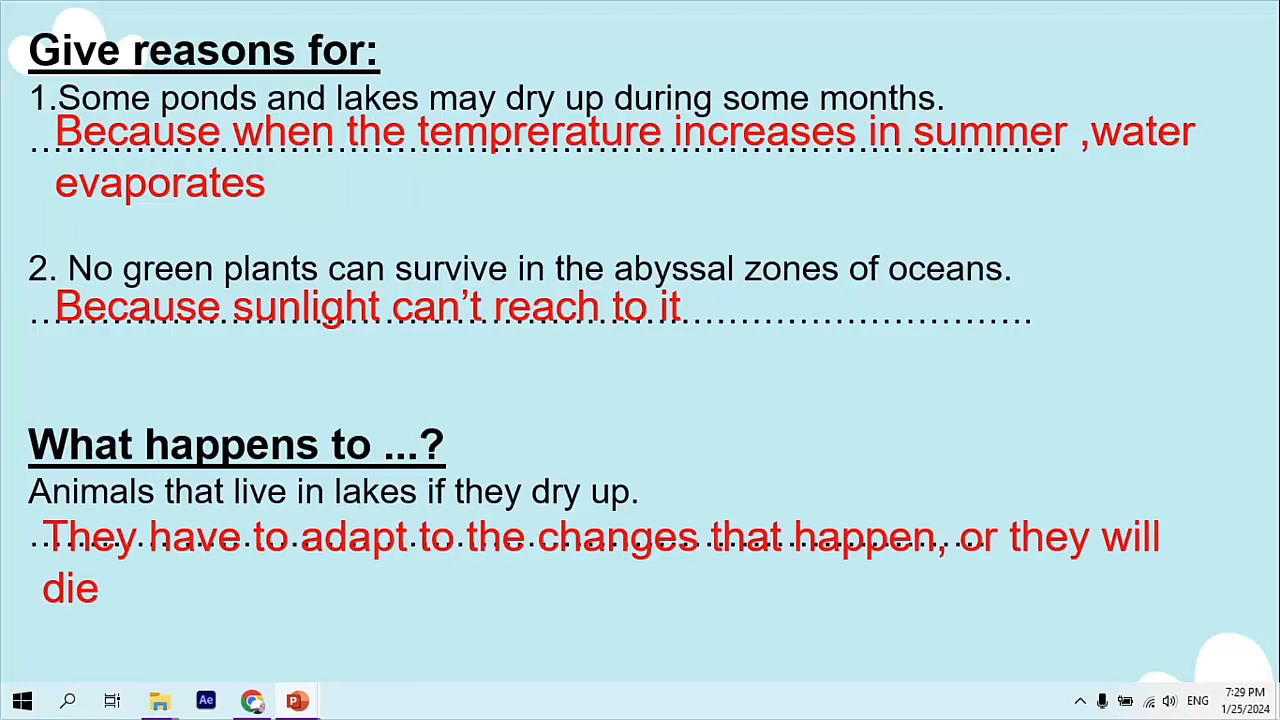 Give reasons for:
1.Some ponds and lakes may dry up during some months.
Because when the temprerature increases in summer ,water
evaporates
2. No green plants can survive in the abyssal zones of oceans.
Because sunlight can’t reach to it
What happens to ...?
Animals that live in lakes if they dry up.
They have to adapt to the changes that happen, or they will
die
Ae
P
ENG
7:29 PM
1/25/2024